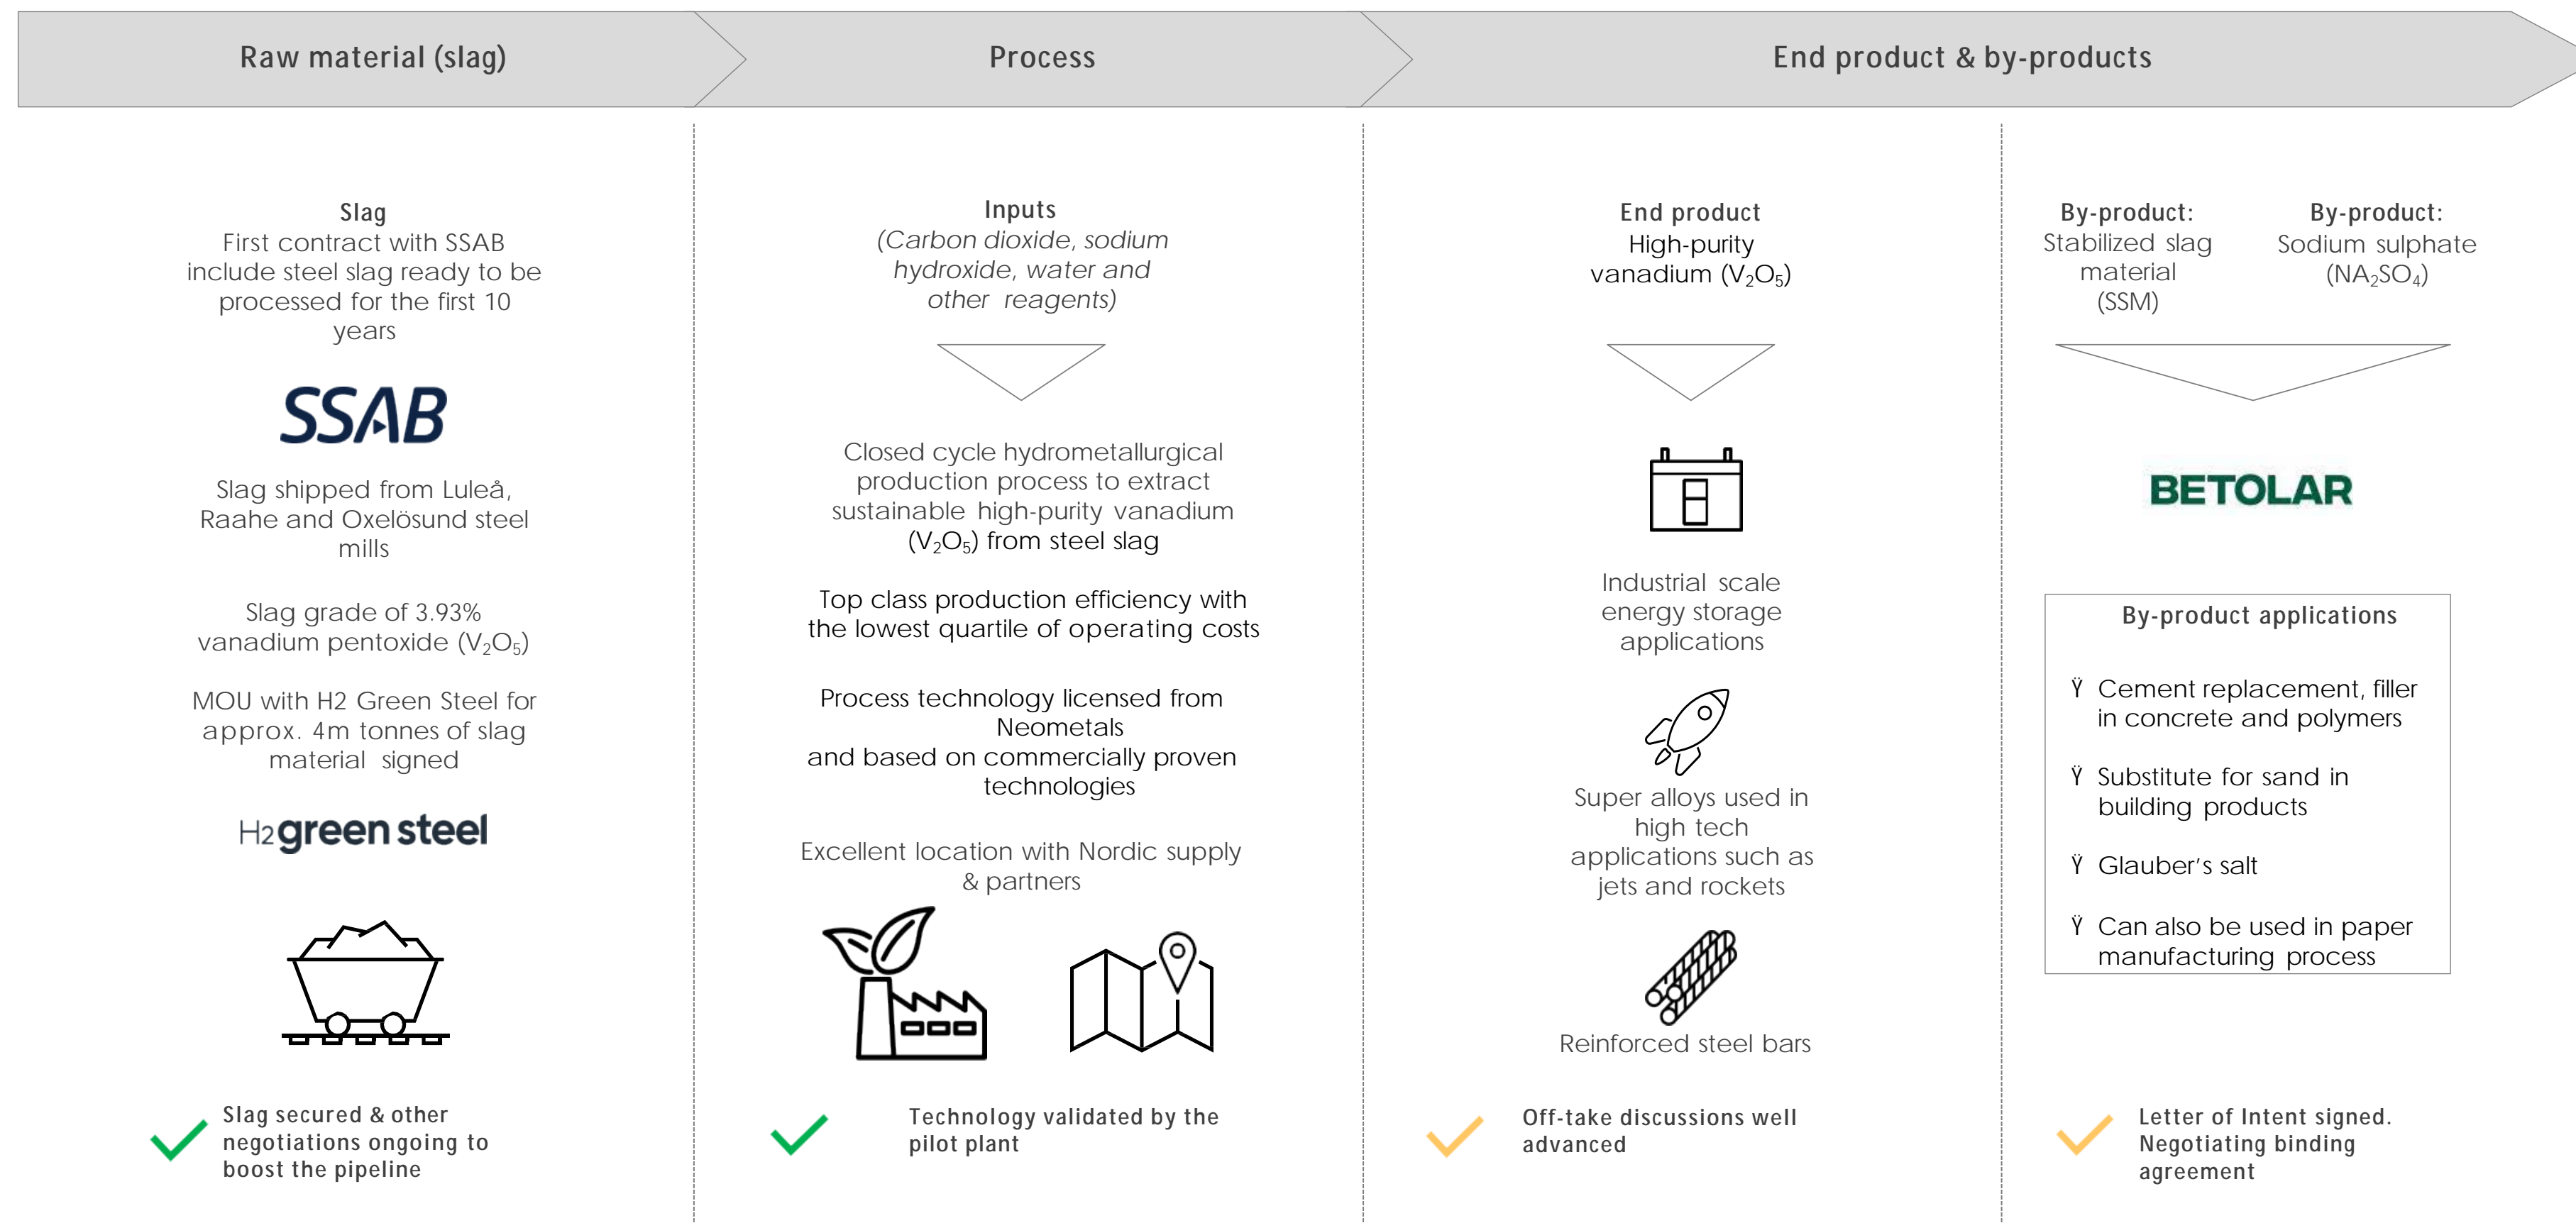 Raw material (slag)
Process
End product & by-products
Slag
First contract with SSAB
include steel slag ready to be
processed for the first 10
years
SSAB
Slag shipped from Luleå,
Raahe and Oxelösund steel
mills
Slag grade of 3.93%
vanadium pentoxide (V₂O₅)
MOU with H2 Green Steel for
approx. 4m tonnes of slag
material signed
H2green steel
Slag secured & other
negotiations ongoing to
boost the pipeline
Inputs
(Carbon dioxide, sodium
hydroxide, water and
other reagents)
Closed cycle hydrometallurgical
production process to extract
sustainable high-purity vanadium
(V₂O₅) from steel slag
Top class production efficiency with
the lowest quartile of operating costs
Process technology licensed from
Neometals
and based on commercially proven
technologies
Excellent location with Nordic supply
& partners
Technology validated by the
pilot plant
End product
High-purity
vanadium (V₂O₅)
Industrial scale
energy storage
applications
Super alloys used in
high tech
applications such as
jets and rockets
Reinforced steel bars
Off-take discussions well
advanced
By-product:
Stabilized slag
material
(SSM)
By-product:
Sodium sulphate
(NA₂SO₄)
BETOLAR
By-product applications
Ÿ Cement replacement, filler
in concrete and polymers
Ÿ Substitute for sand in
building products
Ÿ Glauber's salt
Ÿ Can also be used in paper
manufacturing process
Letter of Intent signed.
Negotiating binding
agreement